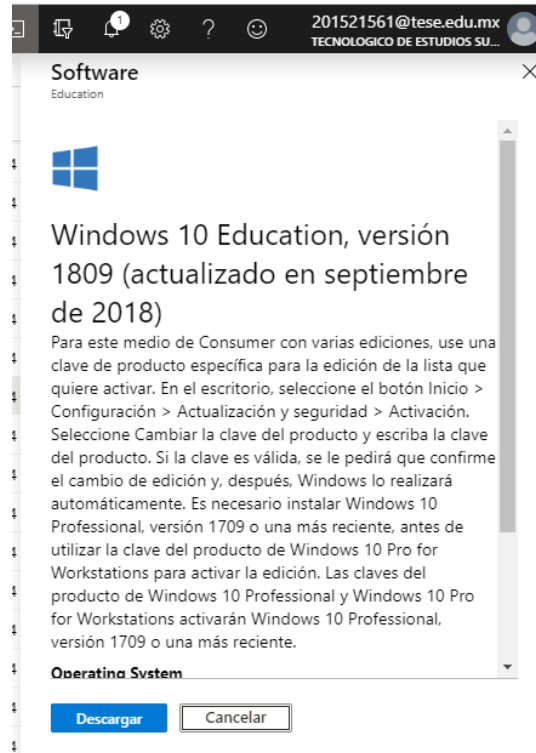 1
?
201521561@tese.edu.mx
TECNOLOGICO DE ESTUDIOS SU...
Software
Education
Windows 10 Education, versión
1809 (actualizado en septiembre
de 2018)
Para este medio de Consumer con varias ediciones, use una
clave de producto específica para la edición de la lista que
quiere activar. En el escritorio, seleccione el botón Inicio >
Configuración > Actualización y seguridad > Activación.
Seleccione Cambiar la clave del producto y escriba la clave
del producto. Si la clave es válida, se le pedirá que confirme
el cambio de edición y, después, Windows lo realizará
automáticamente. Es necesario instalar Windows 10
Professional, versión 1709 o una más reciente, antes de
utilizar la clave del producto de Windows 10 Pro for
Workstations para activar la edición. Las claves del
producto de Windows 10 Professional y Windows 10 Pro
for Workstations activarán Windows 10 Professional,
versión 1709 o una más reciente.
Operating System
Descargar
Cancelar